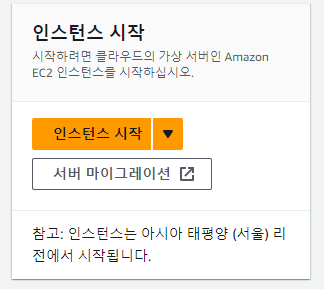 인스턴스 시작
시작하려면 클라우드의 가상 서버인 Amazon
EC2 인스턴스를 시작하십시오.
인스턴스 시작
서버 마이그레이션
참고: 인스턴스는 아시아 태평양 (서울) 리
전에서 시작됩니다.